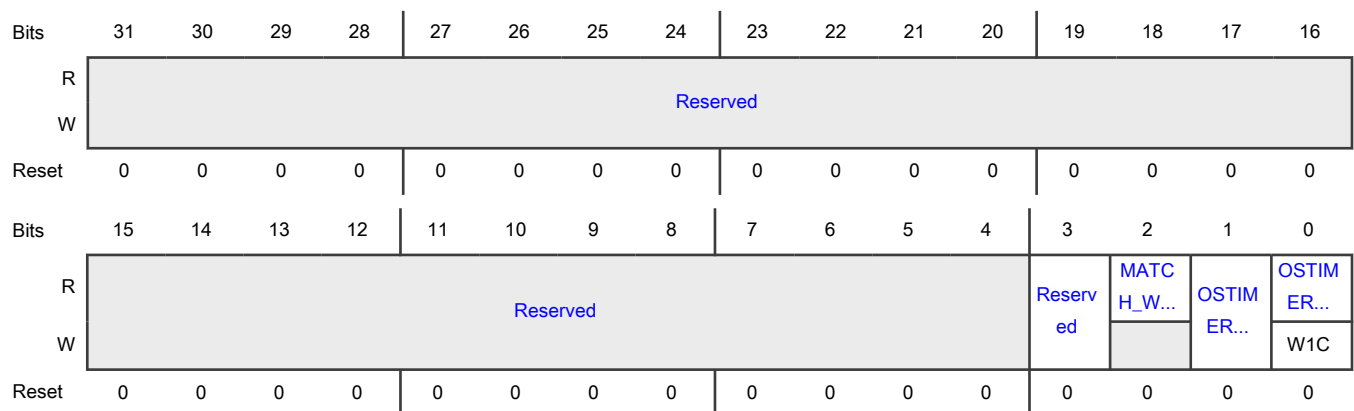 Bits 31 30 29 28 27 26 25 24 23 22 21 20 19 18 17 16
R
Reserved
W
Reset 0 0 0 0 0 0 0 0 0 0 0 0 0 0 0 0
Bits 15 14 13 12 11 10 9 8 7 6 5 4 3 2 1 0
R
Reserved
Reserv
ed
MATC
H_W...
OSTIM
ER...
OSTIM
ER...
W
W1C
Reset 0 0 0 0 0 0 0 0 0 0 0 0 0 0 0 0